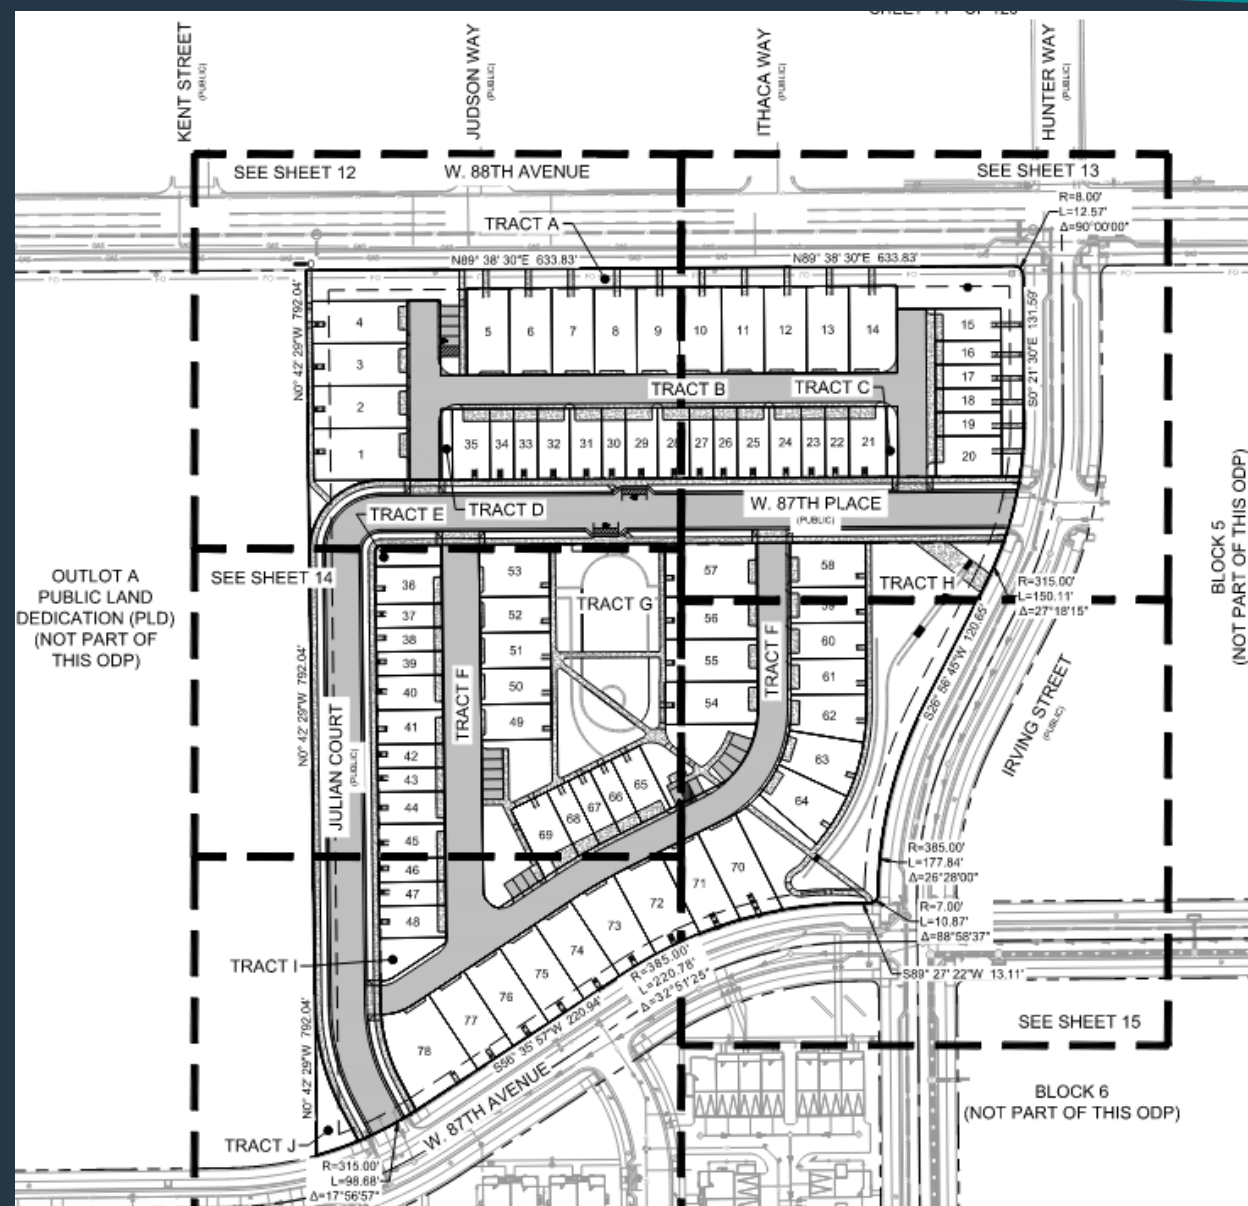 KENT STREET
(PUBLIC)
JUDSON WAY
(PUBLIC)
ITHACA WAY
(PUBLIC)
HUNTER WAY
(PUBLIC)
SEE SHEET 12
W. 88TH AVENUE
SEE SHEET 13
R=8.00'
L=12.57'
Δ=90°00'00"
TRACT A
N89° 38' 30"E 633.83'
N89° 38' 30"E 633.83'
N0° 42' 29"W 792.04'
S0° 21' 30"E 131.59'
4
5
6
7
8
9
10
11
12
13
14
15
3
16
17
2
TRACT B
TRACT C
18
19
1
35
34
33
32
31
30
29
28
27
26
25
24
23
22
21
20
TRACT E
TRACT D
W. 87TH PLACE
(PUBLIC)
BLOCK 5
(NOT PART OF THIS ODP)
OUTLOT A
PUBLIC LAND
DEDICATION (PLD)
(NOT PART OF
THIS ODP)
SEE SHEET 14
36
53
57
58
TRACT H
R=315.00'
L=150.11'
Δ=27°18'15"
TRACT G
37
52
56
59
38
60
39
51
55
TRACT F
61
40
50
54
62
41
49
TRACT F
S26° 56' 45"W 120.65'
IRVING STREET
(PUBLIC)
N0° 42' 29"W 792.04'
JULIAN COURT
(PUBLIC)
42
43
44
45
46
47
48
63
64
65
66
67
68
69
R=385.00'
L=177.84'
Δ=26°28'00"
70
71
72
73
74
75
76
77
78
R=7.00'
L=10.87'
Δ=88°58'37"
S89° 27' 22"W 13.11'
TRACT I
R=385.00'
L=220.78'
Δ=32°51'25"
S56° 35' 57"W 220.94'
N0° 42' 29"W 792.04'
SEE SHEET 15
W. 87TH AVENUE
BLOCK 6
(NOT PART OF THIS ODP)
TRACT J
R=315.00'
L=98.68'
Δ=17°56'57"